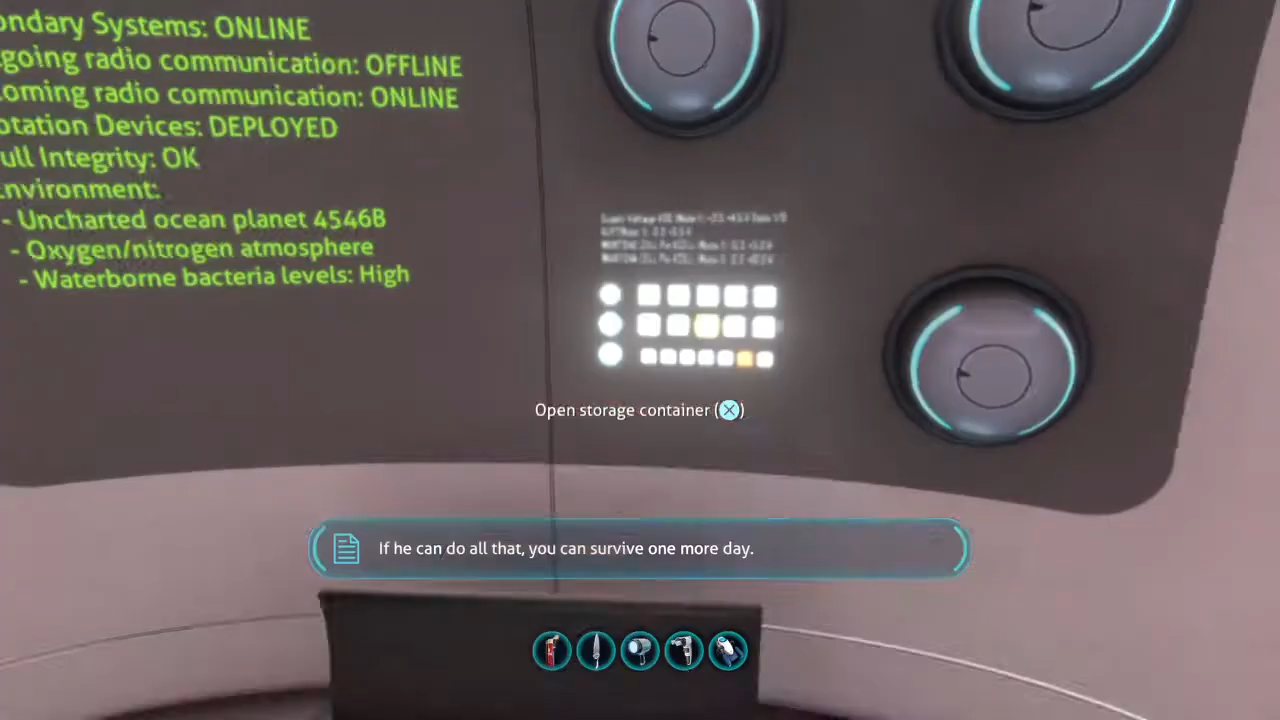 ondary Systems: ONLINE
going radio communication: OFFLINE
oming radio communication: ONLINE
otation Devices: DEPLOYED
ull Integrity: OK
nvironment:
- Uncharted ocean planet 4546B
- Oxygen/nitrogen atmosphere
- Waterborne bacteria levels: High
Open storage container (X)
If he can do all that, you can survive one more day.